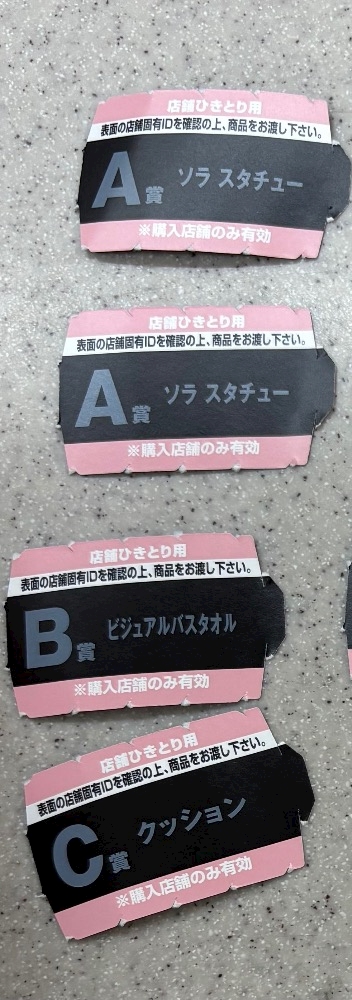 店舗ひきとり用
表面の店舗固有IDを確認の上、商品をお渡し下さい。
A賞 ソラ スタチュー
※購入店舗のみ有効
店舗ひきとり用
表面の店舗固有IDを確認の上、商品をお渡し下さい。
A賞 ソラ スタチュー
※購入店舗のみ有効
店舗ひきとり用
表面の店舗固有IDを確認の上、商品をお渡し下さい。
B賞 ビジュアルバスタオル
※購入店舗のみ有効
店舗ひきとり用
表面の店舗固有IDを確認の上、商品をお渡し下さい。
C賞 クッション
※購入店舗のみ有効